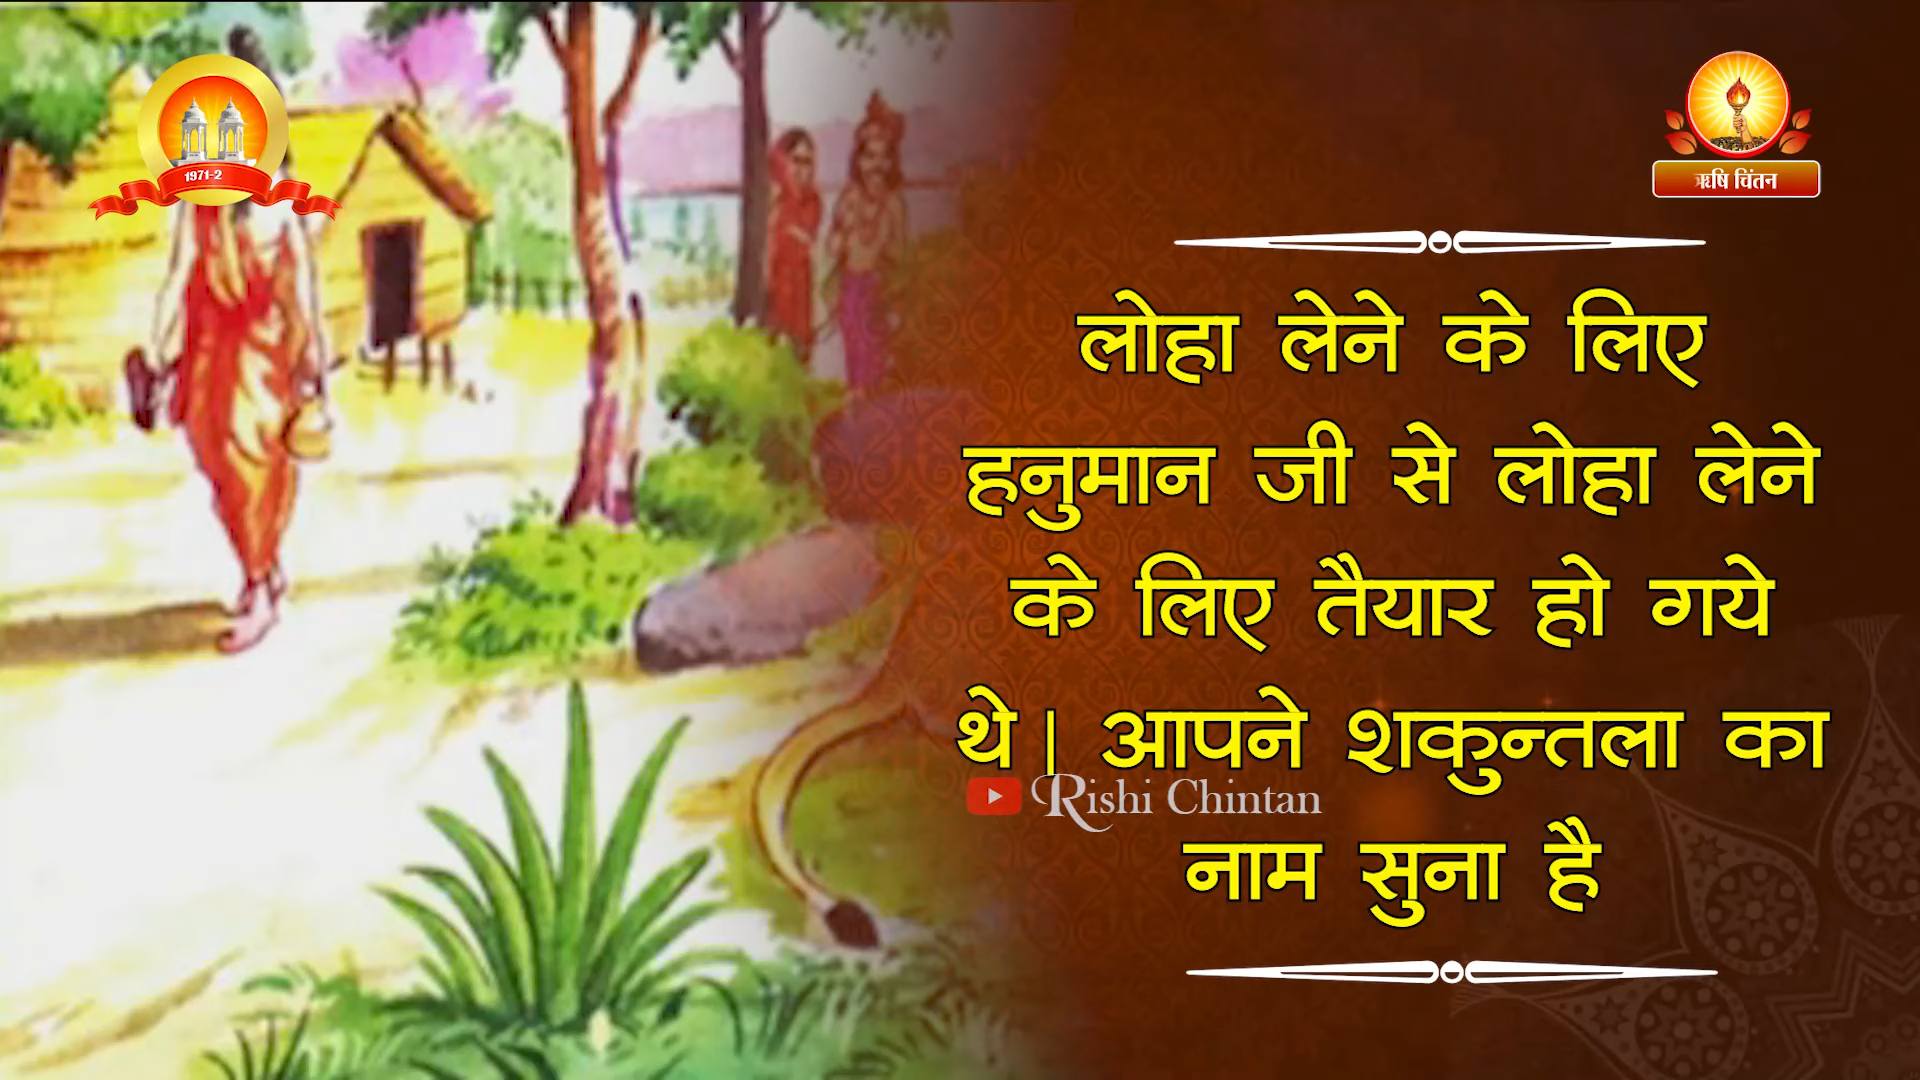 1971-2
ऋषि चिंतन
लोहा लेने के लिए
हनुमान जी से लोहा लेने
के लिए तैयार हो गये
थे। आपने शकुन्तला का
नाम सुना है
Rishi Chintan